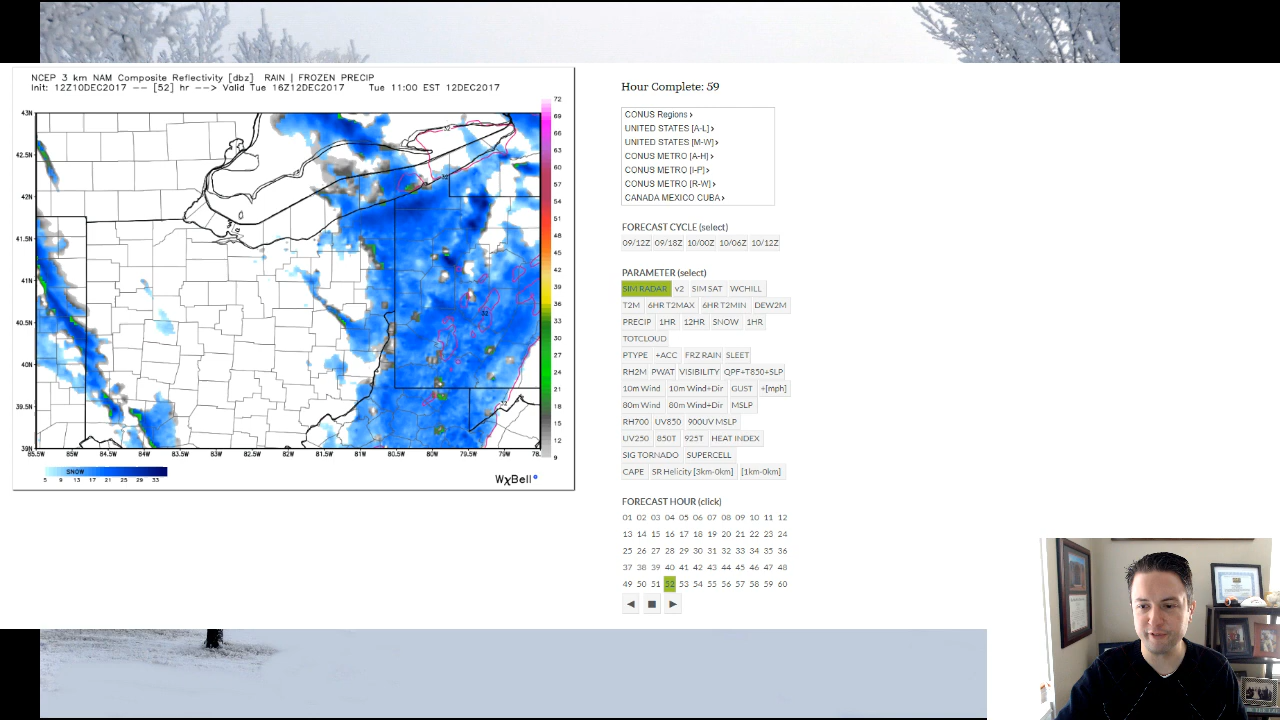 NCEP 3 km NAM Composite Reflectivity [dbz] RAIN | FROZEN PRECIP
Init: 12Z10DEC2017 -- [52] hr --> Valid Tue 16Z12DEC2017 Tue 11:00 EST 12DEC2017
43N
42.5N
42N
41.5N
41N
40.5N
40N
39.5N
39N
85.5W 85W 84.5W 84W 83.5W 83W 82.5W 82W 81.5W 81W 80.5W 80W 79.5W 79W 78.
72
69
66
63
60
57
54
51
48
45
42
39
36
33
30
27
24
21
18
15
12
9
32
32
32
SNOW
5 9 13 17 21 25 29 33
WxBell
Hour Complete: 59
CONUS Regions ›
UNITED STATES [A-L] ›
UNITED STATES [M-W] ›
CONUS METRO [A-H] ›
CONUS METRO [I-P] ›
CONUS METRO [R-W] ›
CANADA MEXICO CUBA ›
FORECAST CYCLE (select)
09/12Z 09/18Z 10/00Z 10/06Z 10/12Z
PARAMETER (select)
SIM RADAR v2 SIM SAT WCHILL
T2M 6HR T2MAX 6HR T2MIN DEW2M
PRECIP 1HR 12HR SNOW 1HR
TOTCLOUD
PTYPE +ACC FRZ RAIN SLEET
RH2M PWAT VISIBILITY QPF+T850+SLP
10m Wind 10m Wind+Dir GUST +[mph]
80m Wind 80m Wind+Dir MSLP
RH700 UV850 900UV MSLP
UV250 850T 925T HEAT INDEX
SIG TORNADO SUPERCELL
CAPE SR Helicity [3km-0km] [1km-0km]
FORECAST HOUR (click)
01 02 03 04 05 06 07 08 09 10 11 12
13 14 15 16 17 18 19 20 21 22 23 24
25 26 27 28 29 30 31 32 33 34 35 36
37 38 39 40 41 42 43 44 45 46 47 48
49 50 51 52 53 54 55 56 57 58 59 60